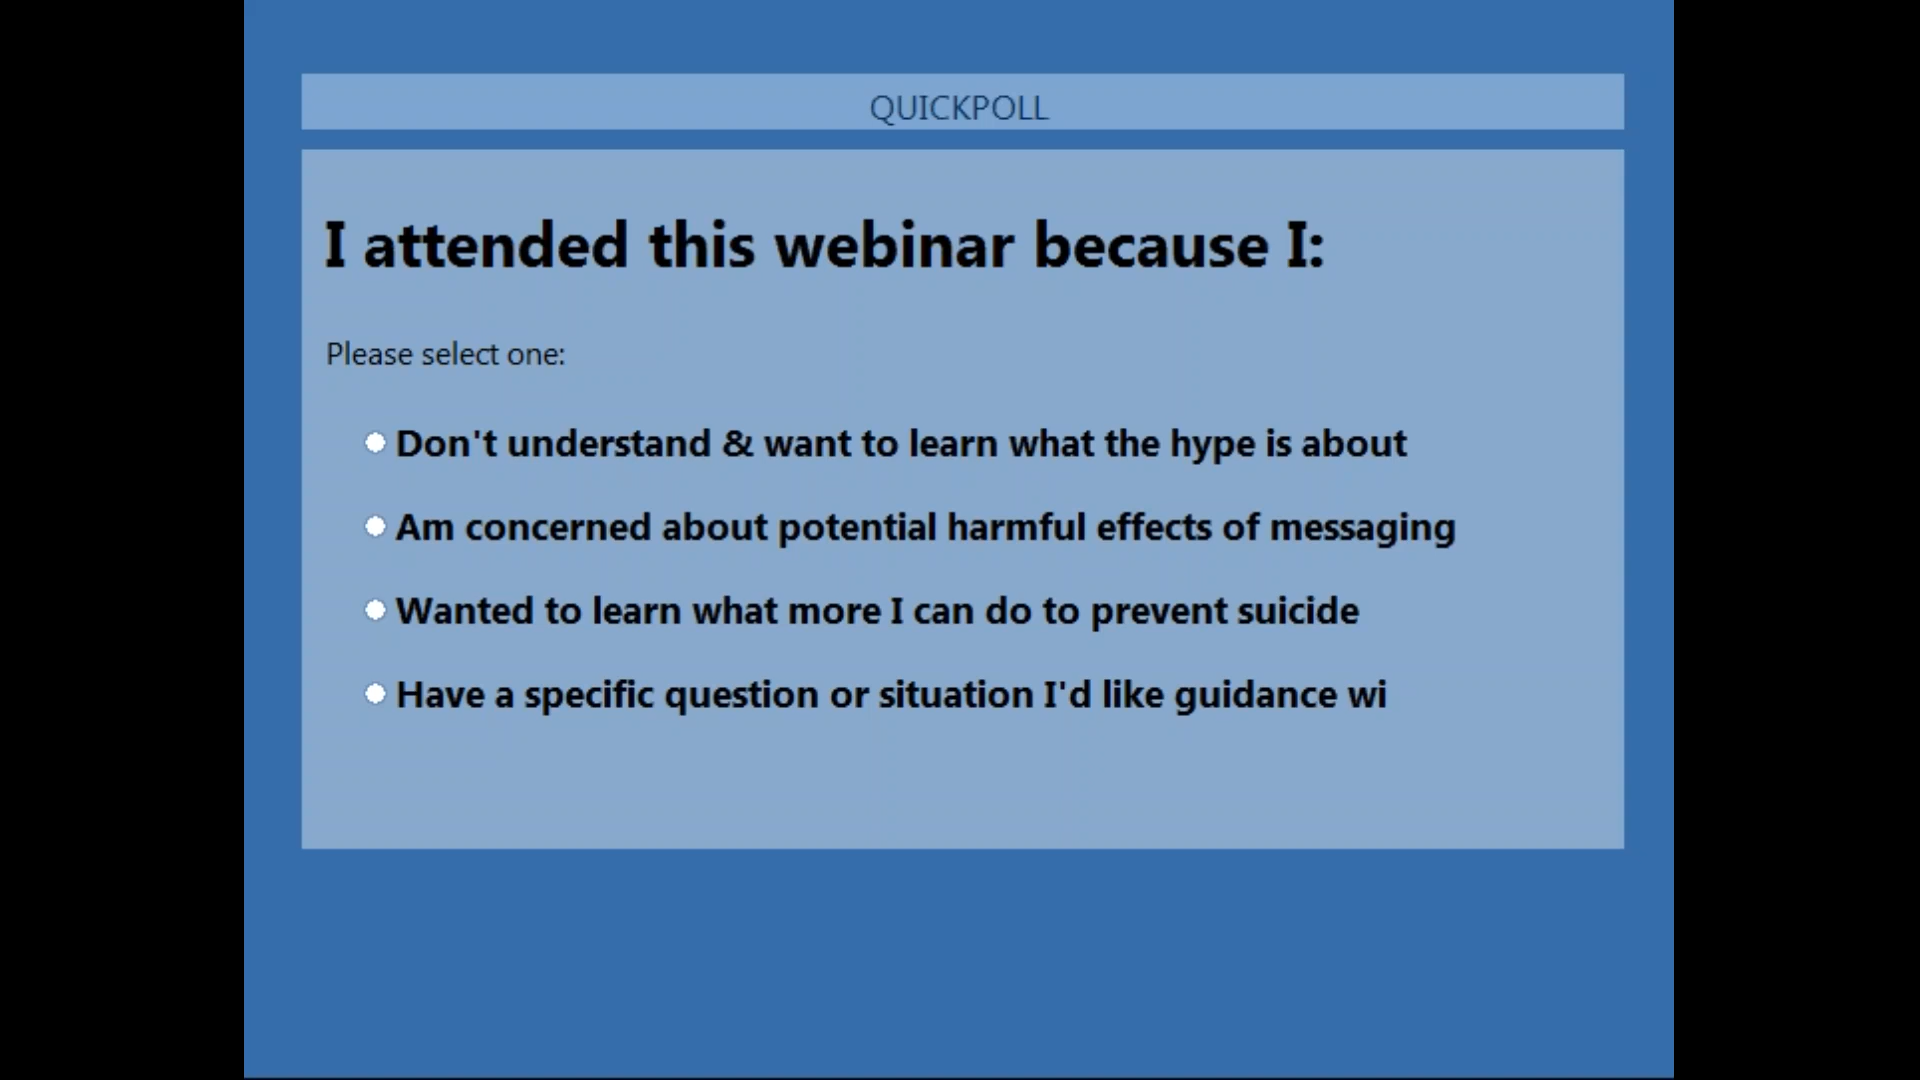 QUICKPOLL
I attended this webinar because I:
Please select one:
Don't understand & want to learn what the hype is about
Am concerned about potential harmful effects of messaging
Wanted to learn what more I can do to prevent suicide
Have a specific question or situation I'd like guidance wi